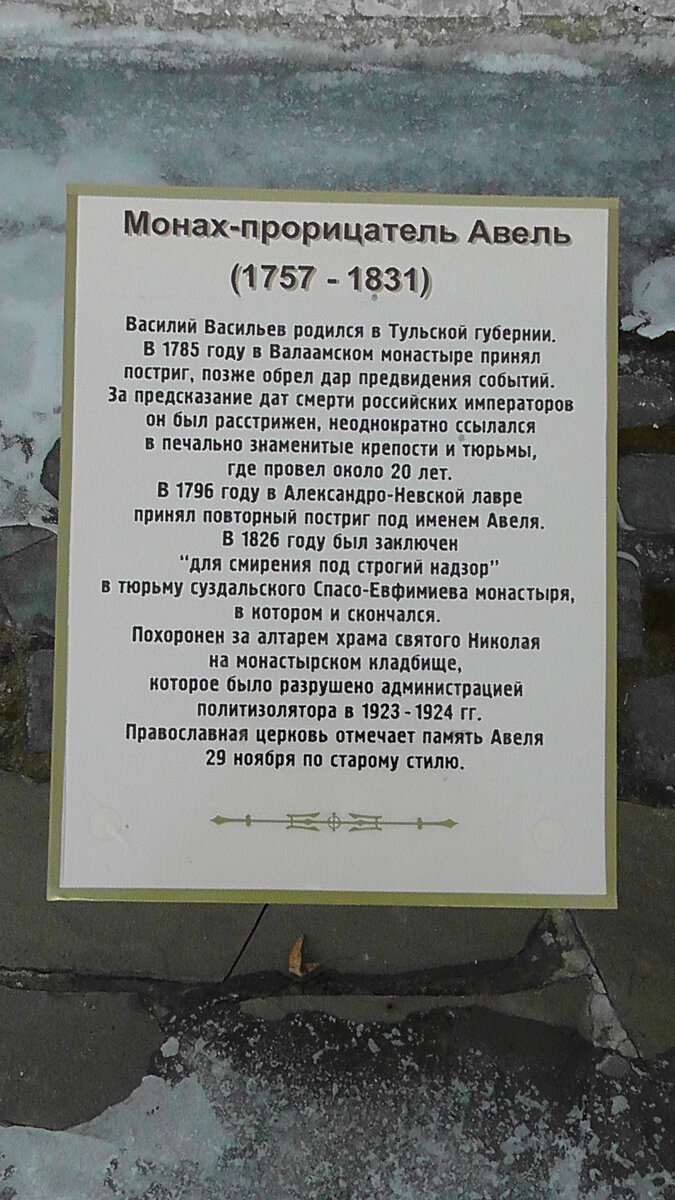 Монах-прорицатель Авель
(1757 - 1831)
Василий Васильев родился в Тульской губернии.
В 1785 году в Валаамском монастыре принял
постриг, позже обрел дар предвидения событий.
За предсказание дат смерти российских императоров
он был расстрижен, неоднократно ссылался
в печально знаменитые крепости и тюрьмы,
где провел около 20 лет.
В 1796 году в Александро-Невской лавре
принял повторный постриг под именем Авеля.
В 1826 году был заключен
"для смирения под строгий надзор"
в тюрьму суздальского Спасо-Евфимиева монастыря,
в котором и скончался.
Похоронен за алтарем храма святого Николая
на монастырском кладбище,
которое было разрушено администрацией
политизолятора в 1923 - 1924 гг.
Православная церковь отмечает память Авеля
29 ноября по старому стилю.